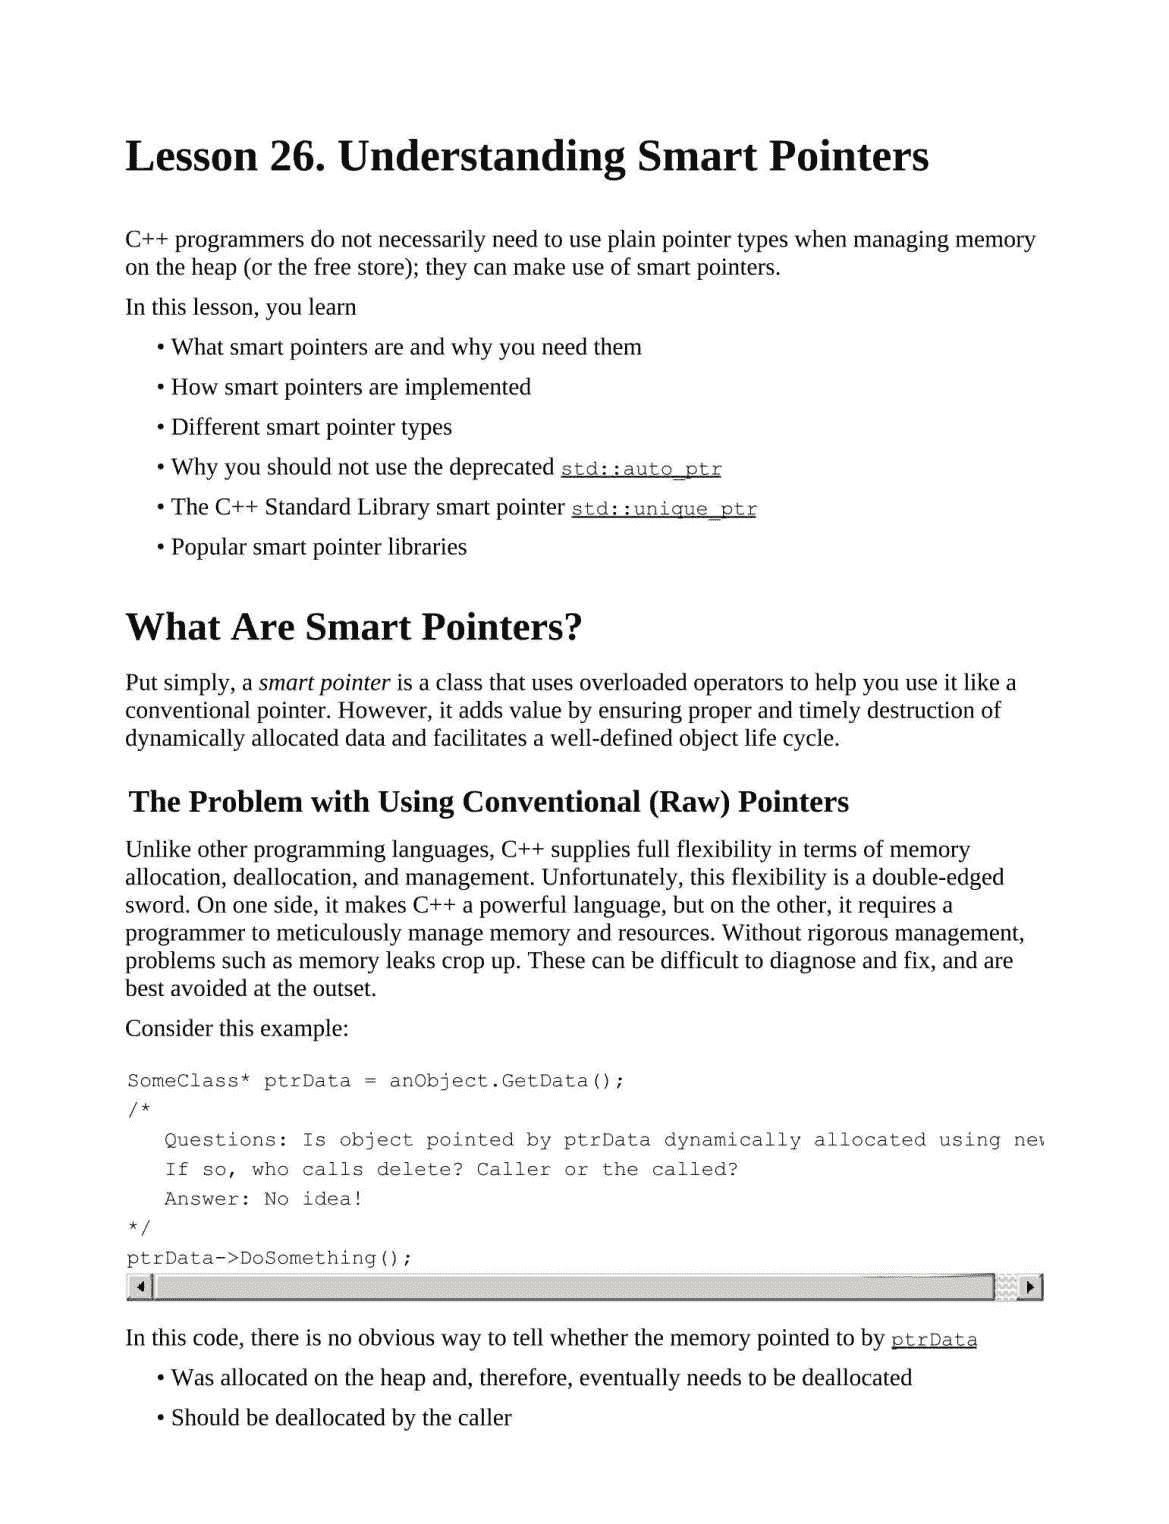 Lesson 26. Understanding Smart Pointers
C++ programmers do not necessarily need to use plain pointer types when managing memory
on the heap (or the free store); they can make use of smart pointers.
In this lesson, you learn
• What smart pointers are and why you need them
• How smart pointers are implemented
• Different smart pointer types
• Why you should not use the deprecated std::auto_ptr
• The C++ Standard Library smart pointer std::unique_ptr
• Popular smart pointer libraries
What Are Smart Pointers?
Put simply, a smart pointer is a class that uses overloaded operators to help you use it like a
conventional pointer. However, it adds value by ensuring proper and timely destruction of
dynamically allocated data and facilitates a well-defined object life cycle.
The Problem with Using Conventional (Raw) Pointers
Unlike other programming languages, C++ supplies full flexibility in terms of memory
allocation, deallocation, and management. Unfortunately, this flexibility is a double-edged
sword. On one side, it makes C++ a powerful language, but on the other, it requires a
programmer to meticulously manage memory and resources. Without rigorous management,
problems such as memory leaks crop up. These can be difficult to diagnose and fix, and are
best avoided at the outset.
Consider this example:
SomeClass* ptrData = anObject.GetData();
/*
Questions: Is object pointed by ptrData dynamically allocated using
If so, who calls delete? Caller or the called?
Answer: No idea!
*/
ptrData->DoSomething();
In this code, there is no obvious way to tell whether the memory pointed to by ptrData
• Was allocated on the heap and, therefore, eventually needs to be deallocated
• Should be deallocated by the caller